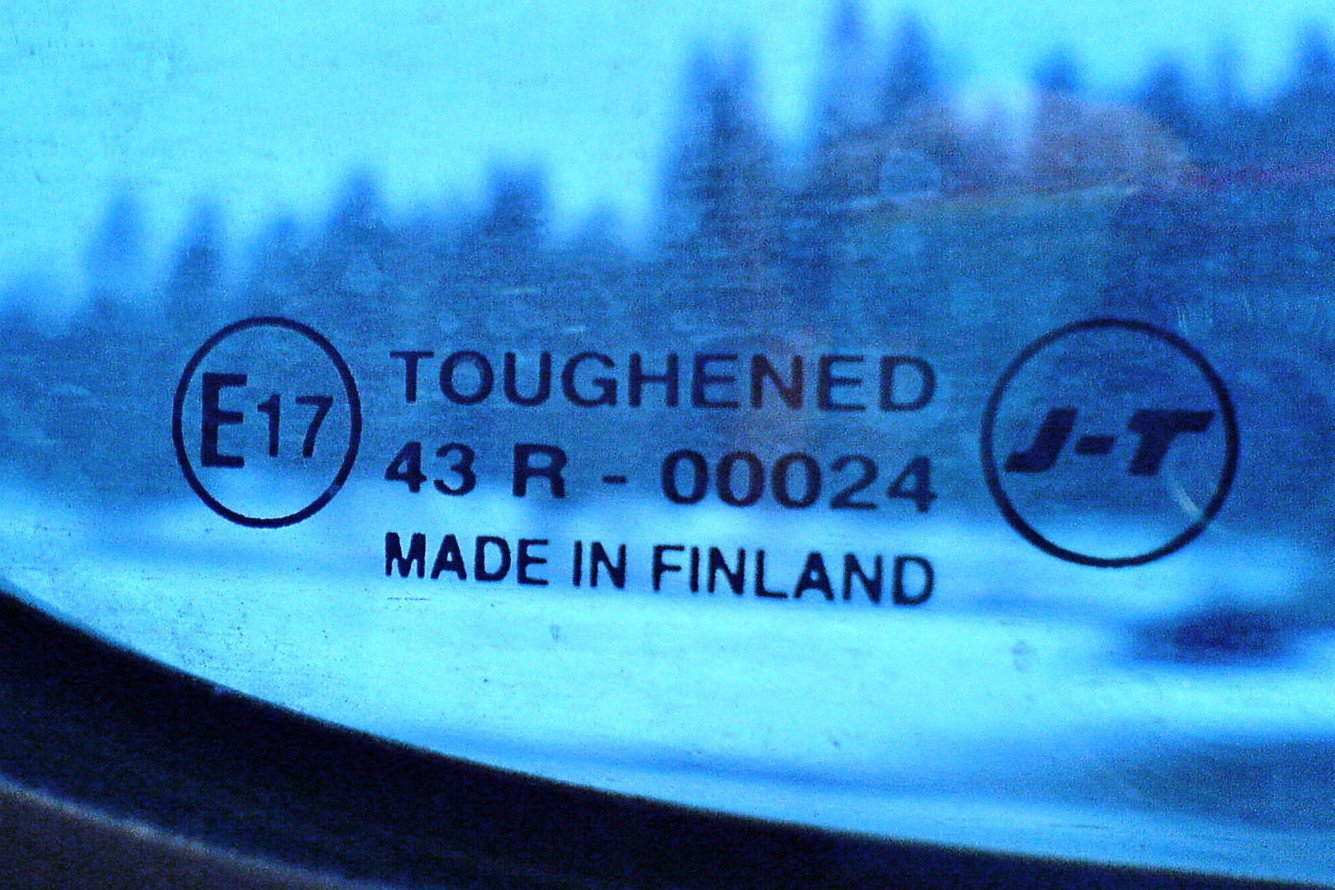 E17
TOUGHENED
43 R - 00024
MADE IN FINLAND
J-T